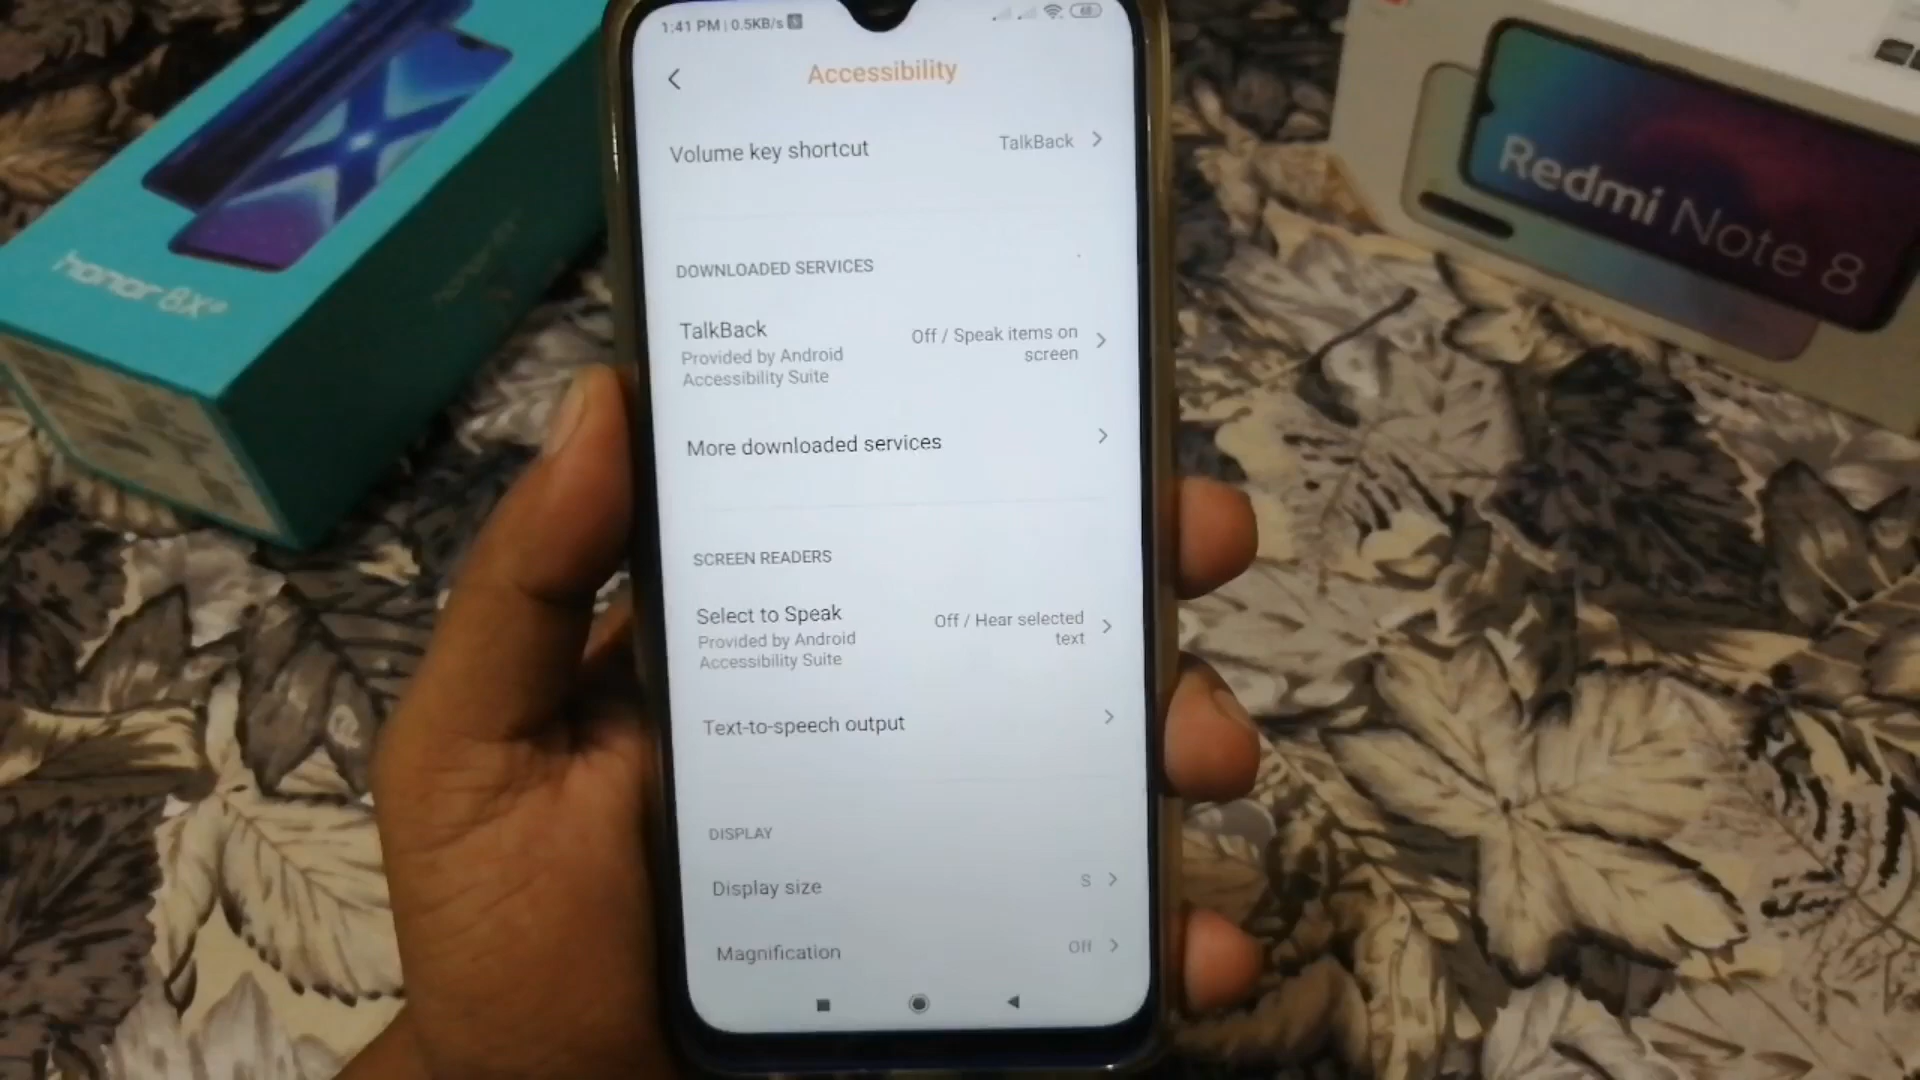 1:41 PM | 0.5KB/s
68
Accessibility
Volume key shortcut
TalkBack
DOWNLOADED SERVICES
TalkBack
Provided by Android
Accessibility Suite
Off / Speak items on
screen
More downloaded services
SCREEN READERS
Select to Speak
Provided by Android
Accessibility Suite
Off / Hear selected
text
Text-to-speech output
DISPLAY
Display size
S
Magnification
Off
honor 8X
Redmi Note 8